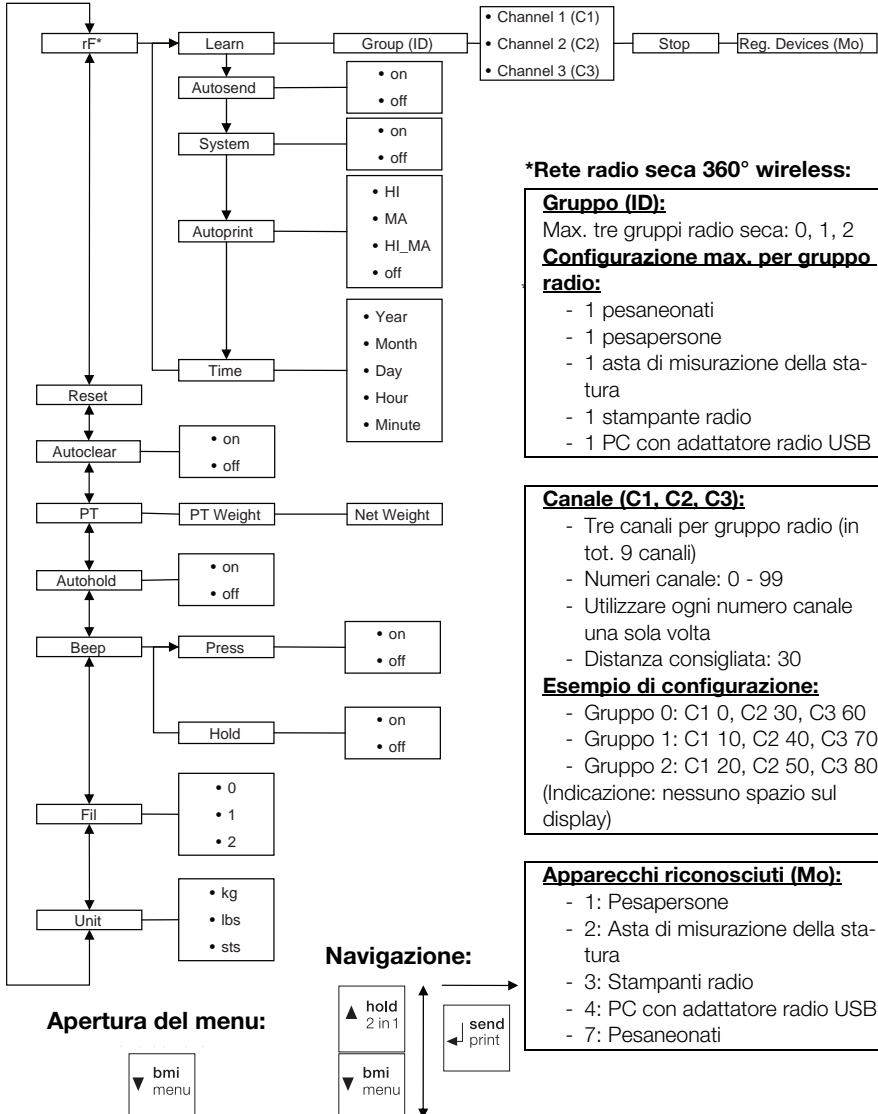 rF*
Learn
Group (ID)
• Channel 1 (C1)
• Channel 2 (C2)
• Channel 3 (C3)
Stop
Reg. Devices (Mo)
Autosend
• on
• off
System
• on
• off
Autoprint
• HI
• MA
• HI_MA
• off
Time
• Year
• Month
• Day
• Hour
• Minute
Reset
Autoclear
• on
• off
PT
PT Weight
Net Weight
Autohold
• on
• off
Beep
Press
• on
• off
Hold
• on
• off
Fil
• 0
• 1
• 2
Unit
• kg
• lbs
• sts
*Rete radio seca 360° wireless:
Gruppo (ID):
Max. tre gruppi radio seca: 0, 1, 2
Configurazione max. per gruppo
radio:
- 1 pesaneonati
- 1 pesapersone
- 1 asta di misurazione della sta-
tura
- 1 stampante radio
- 1 PC con adattatore radio USB
Canale (C1, C2, C3):
- Tre canali per gruppo radio (in
tot. 9 canali)
- Numeri canale: 0 - 99
- Utilizzare ogni numero canale
una sola volta
- Distanza consigliata: 30
Esempio di configurazione:
- Gruppo 0: C1 0, C2 30, C3 60
- Gruppo 1: C1 10, C2 40, C3 70
- Gruppo 2: C1 20, C2 50, C3 80
(Indicazione: nessuno spazio sul
display)
Apparecchi riconosciuti (Mo):
- 1: Pesapersone
- 2: Asta di misurazione della sta-
tura
- 3: Stampanti radio
- 4: PC con adattatore radio USB
- 7: Pesaneonati
Apertura del menu:
bmi
menu
Navigazione:
hold
2 in 1
bmi
menu
send
print